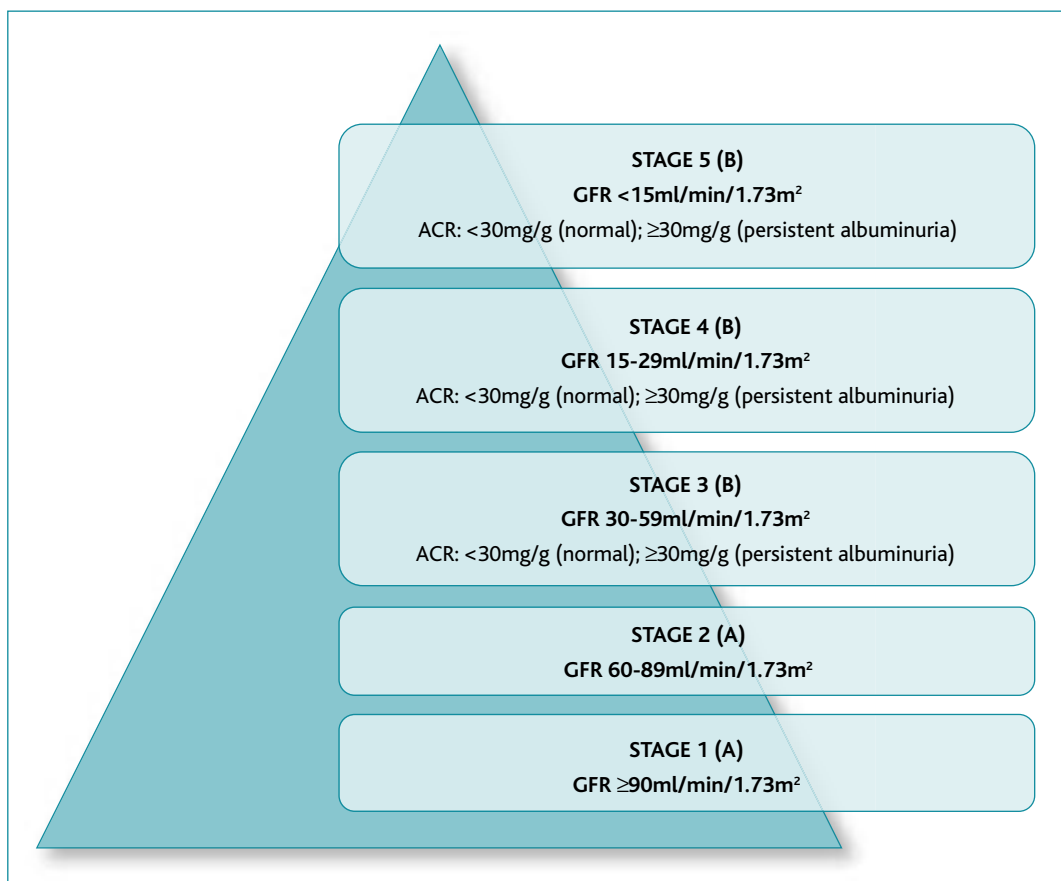 STAGE 5 (B)
GFR <15ml/min/1.73m²
ACR: <30mg/g (normal); ≥30mg/g (persistent albuminuria)
STAGE 4 (B)
GFR 15-29ml/min/1.73m²
ACR: <30mg/g (normal); ≥30mg/g (persistent albuminuria)
STAGE 3 (B)
GFR 30-59ml/min/1.73m²
ACR: <30mg/g (normal); ≥30mg/g (persistent albuminuria)
STAGE 2 (A)
GFR 60-89ml/min/1.73m²
STAGE 1 (A)
GFR ≥90ml/min/1.73m²